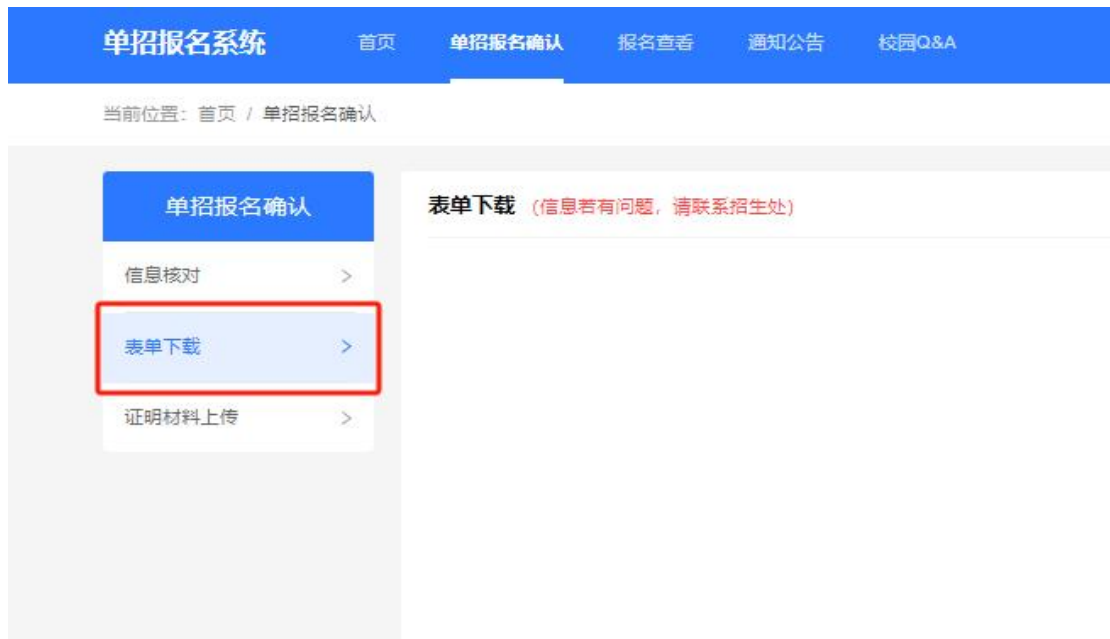 单招报名系统 首页 单招报名确认 报名查看 通知公告 校园Q&A
当前位置：首页 / 单招报名确认
单招报名确认
信息核对 >
表单下载 >
证明材料上传 >
表单下载 (信息若有问题，请联系招生处)